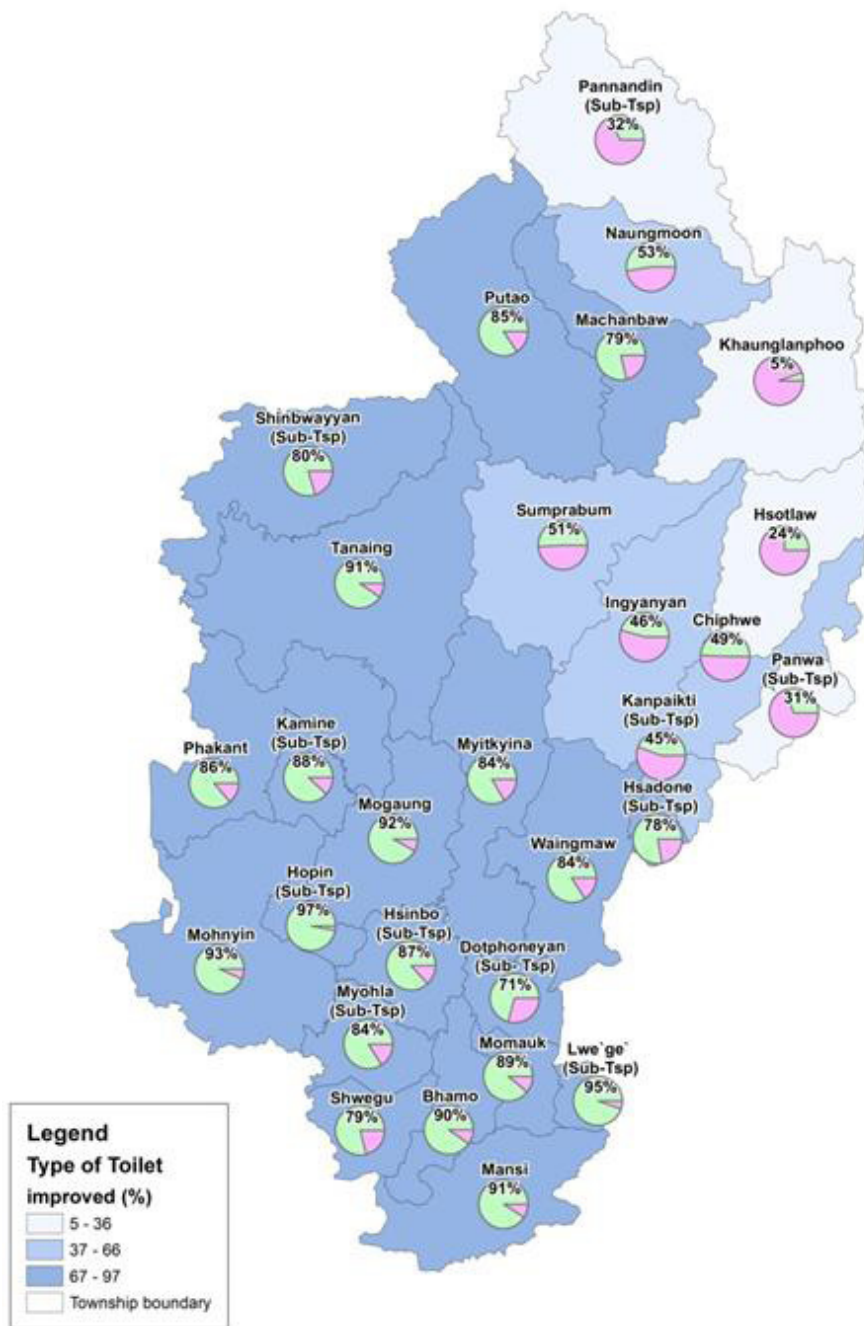 Pannandin
(Sub-Tsp)
32%
Naungmoon
53%
Putao
85%
Machanbaw
79%
Khaunglanphoo
5%
Shinbwayyan
(Sub-Tsp)
80%
Sumprabum
51%
Hsotlaw
24%
Tanaing
91%
Ingyanyan
46%
Chiphwe
49%
Panwa
(Sub-Tsp)
31%
Kanpaikti
(Sub-Tsp)
45%
Kamine
(Sub-Tsp)
88%
Phakant
86%
Myitkyina
84%
Hsadone
(Sub-Tsp)
78%
Mogaung
92%
Waingmaw
84%
Hopin
(Sub-Tsp)
97%
Mohnyin
93%
Hsinbo
(Sub-Tsp)
87%
Dotphoneyan
(Sub- Tsp)
71%
Myohla
(Sub-Tsp)
84%
Momauk
89%
Lwe`ge`
(Sub-Tsp)
95%
Shwegu
79%
Bhamo
90%
Mansi
91%
Legend
Type of Toilet
improved (%)
5 - 36
37 - 66
67 - 97
Township boundary